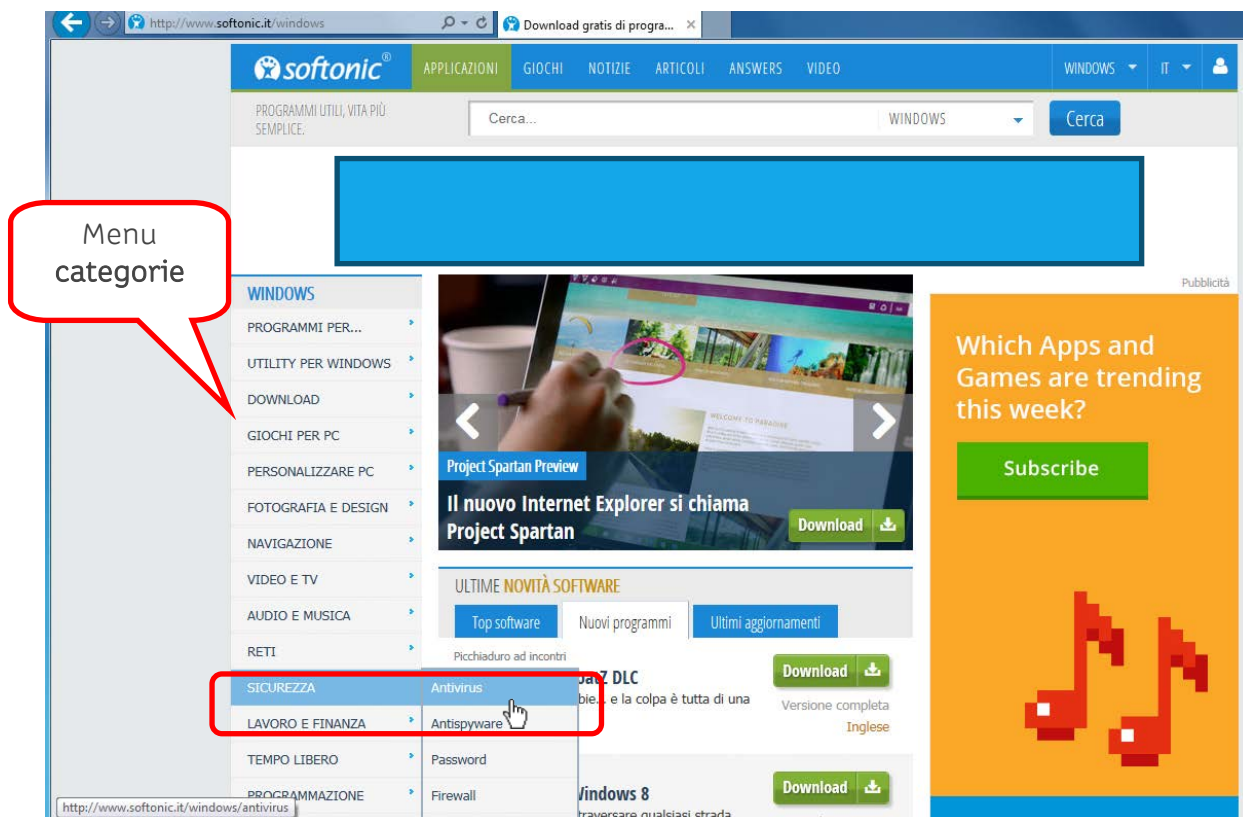 http://www.softonic.it/windows
Download gratis di progra...
softonic®
APPLICAZIONI GIOCHI NOTIZIE ARTICOLI ANSWERS VIDEO
WINDOWS IT
PROGRAMMI UTILI, VITA PIÙ
SEMPLICE.
Cerca...
WINDOWS
Cerca
Menu
categorie
Pubblicità
WINDOWS
PROGRAMMI PER...
UTILITY PER WINDOWS
DOWNLOAD
GIOCHI PER PC
PERSONALIZZARE PC
FOTOGRAFIA E DESIGN
NAVIGAZIONE
VIDEO E TV
AUDIO E MUSICA
RETI
SICUREZZA
LAVORO E FINANZA
TEMPO LIBERO
PROGRAMMAZIONE
Antivirus
Antispyware
Password
Firewall
http://www.softonic.it/windows/antivirus
WELCOME TO PARADISE
Project Spartan Preview
Il nuovo Internet Explorer si chiama
Project Spartan
Download
ULTIME NOVITÀ SOFTWARE
Top software
Nuovi programmi
Ultimi aggiornamenti
Picchiaduro ad incontri
DLC
e la colpa è tutta di una
Download
Versione completa
Inglese
Windows 8
qualsiasi strada
Download
Which Apps and
Games are trending
this week?
Subscribe